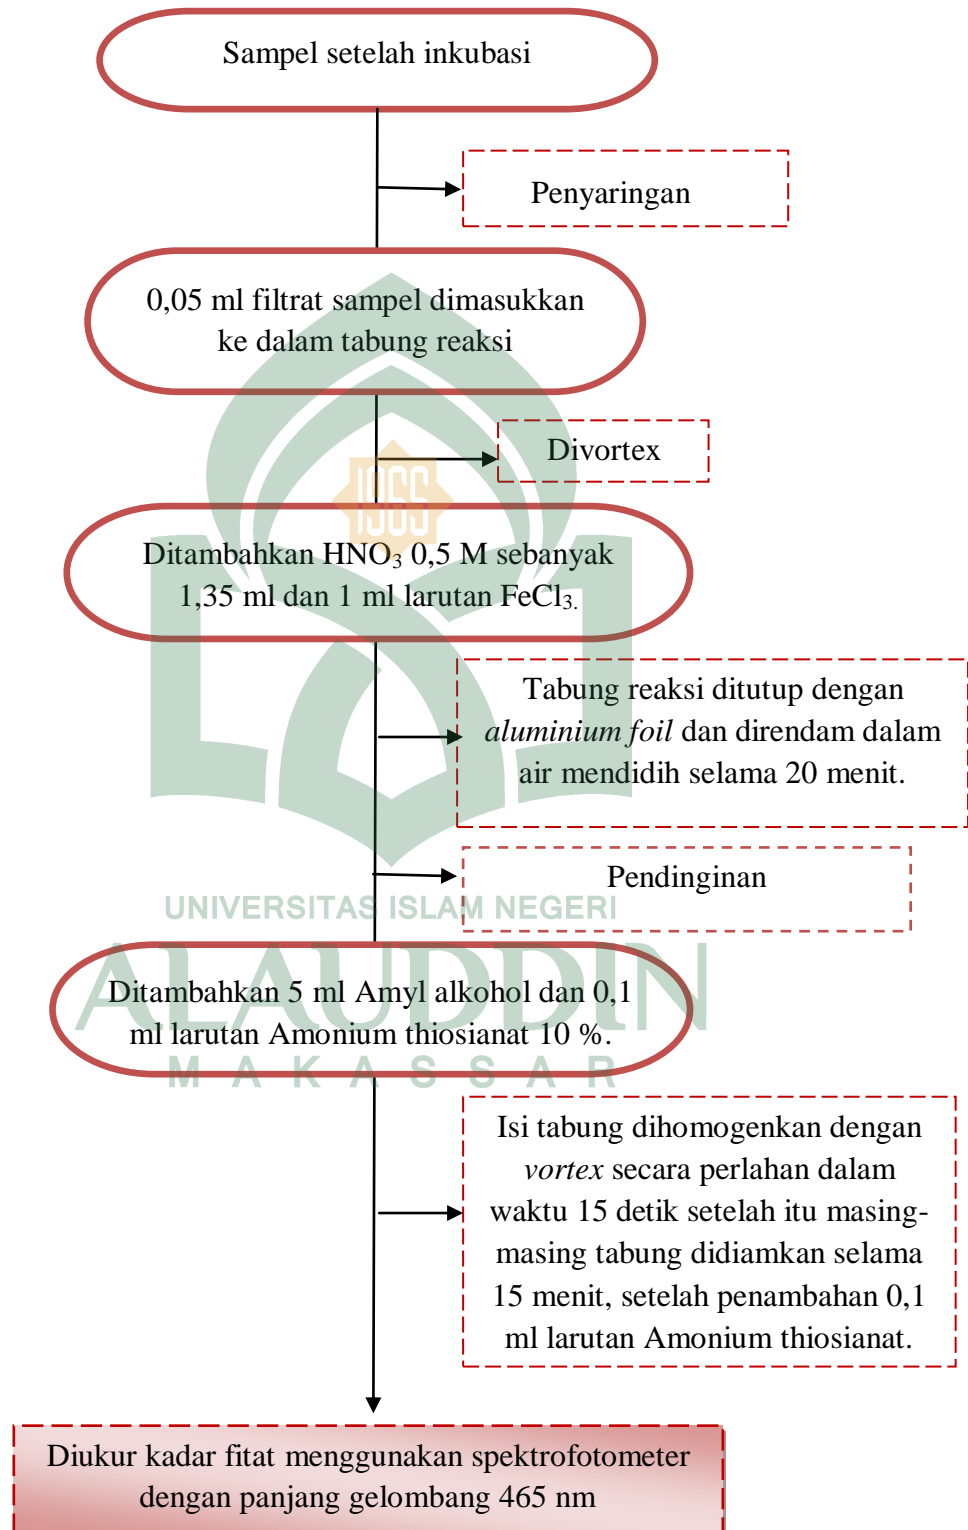 Sampel setelah inkubasi
Penyaringan
0,05 ml filtrat sampel dimasukkan
ke dalam tabung reaksi
Divortex
1965
Ditambahkan HNO₃ 0,5 M sebanyak
1,35 ml dan 1 ml larutan FeCl₃.
Tabung reaksi ditutup dengan
aluminium foil dan direndam dalam
air mendidih selama 20 menit.
Pendinginan
UNIVERSITAS ISLAM NEGERI
ALAUDDIN
Ditambahkan 5 ml Amyl alkohol dan 0,1
ml larutan Amonium thiosianat 10 %.
MAKASSAR
Isi tabung dihomogenkan dengan
vortex secara perlahan dalam
waktu 15 detik setelah itu masing-
masing tabung didiamkan selama
15 menit, setelah penambahan 0,1
ml larutan Amonium thiosianat.
Diukur kadar fitat menggunakan spektrofotometer
dengan panjang gelombang 465 nm